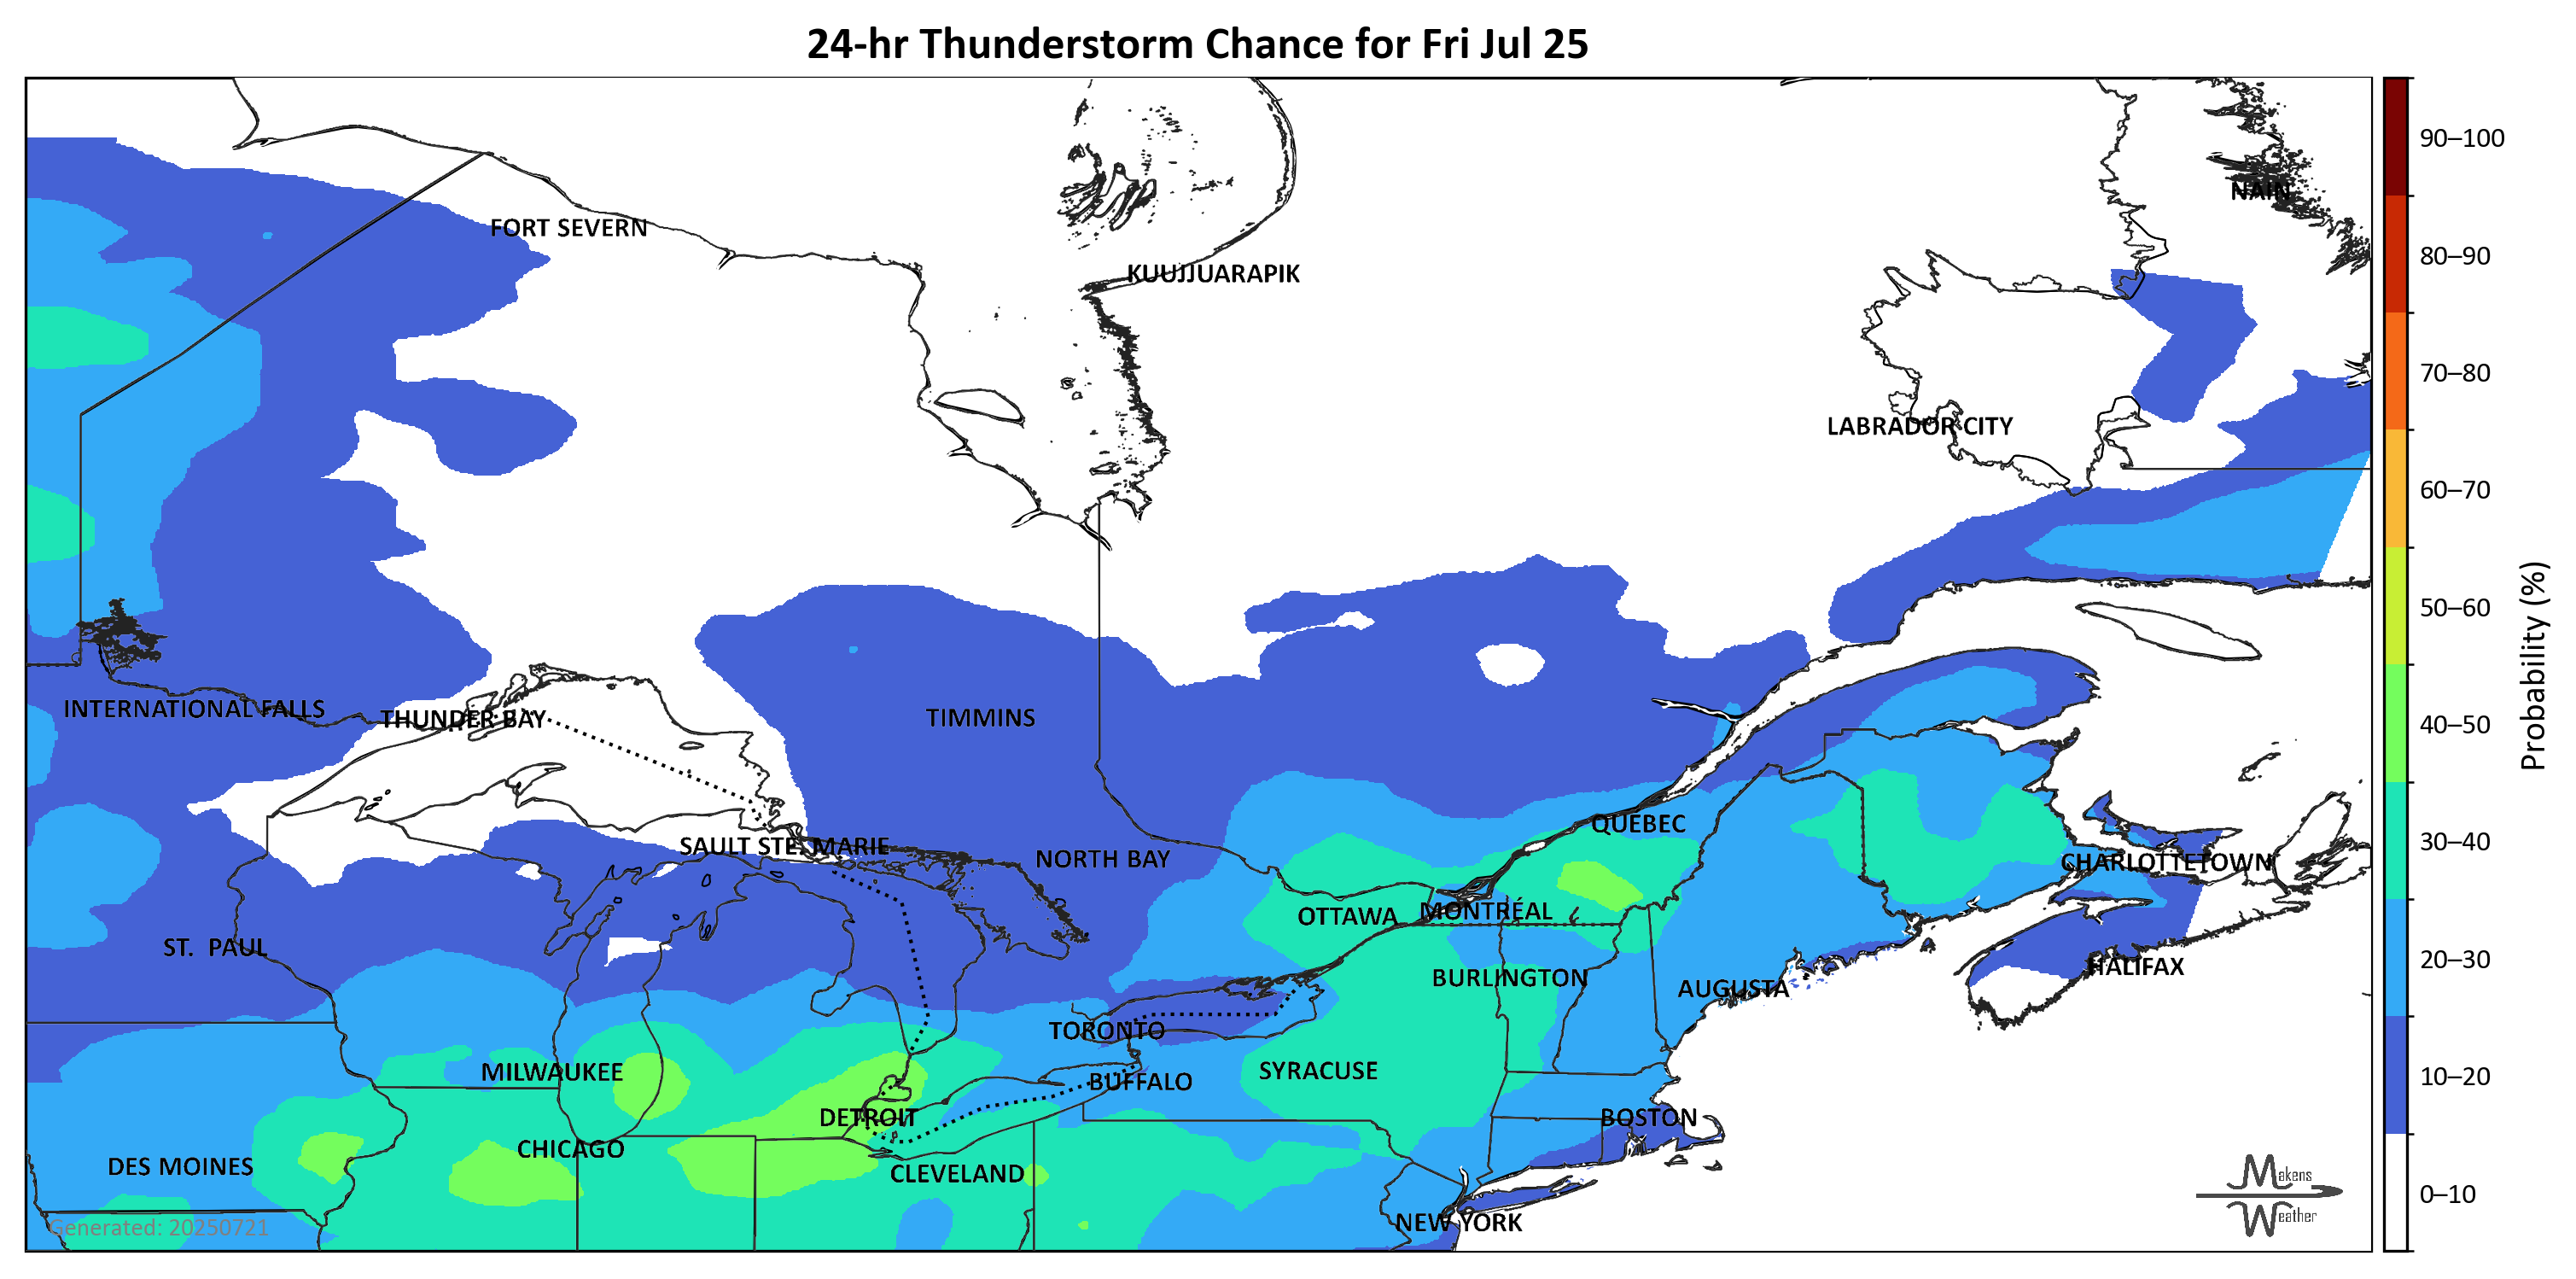 24-hr Thunderstorm Chance for Fri Jul 25
90–100
NAIN
FORT SEVERN
80–90
KUUJJUARAPIK
70–80
LABRADOR CITY
60–70
50–60
Probability (%)
INTERNATIONAL FALLS
THUNDER BAY
TIMMINS
40–50
QUEBEC
SAULT STE. MARIE
NORTH BAY
CHARLOTTETOWN
30–40
OTTAWA
MONTRÉAL
ST. PAUL
BURLINGTON
AUGUSTA
HALIFAX
20–30
TORONTO
MILWAUKEE
SYRACUSE
BUFFALO
10–20
DETROIT
BOSTON
CHICAGO
DES MOINES
CLEVELAND
Makens
Weather
0–10
NEW YORK
Generated: 20250721